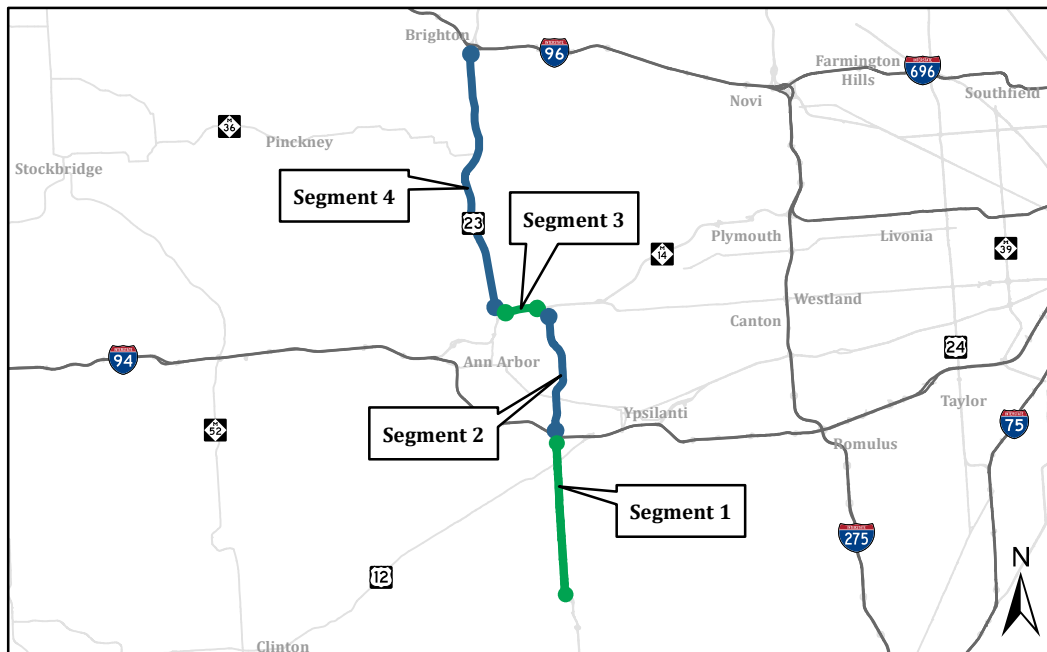 Brighton
96
Farmington
Hills
696
Southfield
Novi
M
36
Pinckney
Stockbridge
Segment 4
23
Segment 3
M
14
Plymouth
Livonia
M
39
Westland
Canton
94
Ann Arbor
24
Taylor
75
Ypsilanti
Segment 2
M
52
Romulus
Segment 1
275
12
N
Clinton